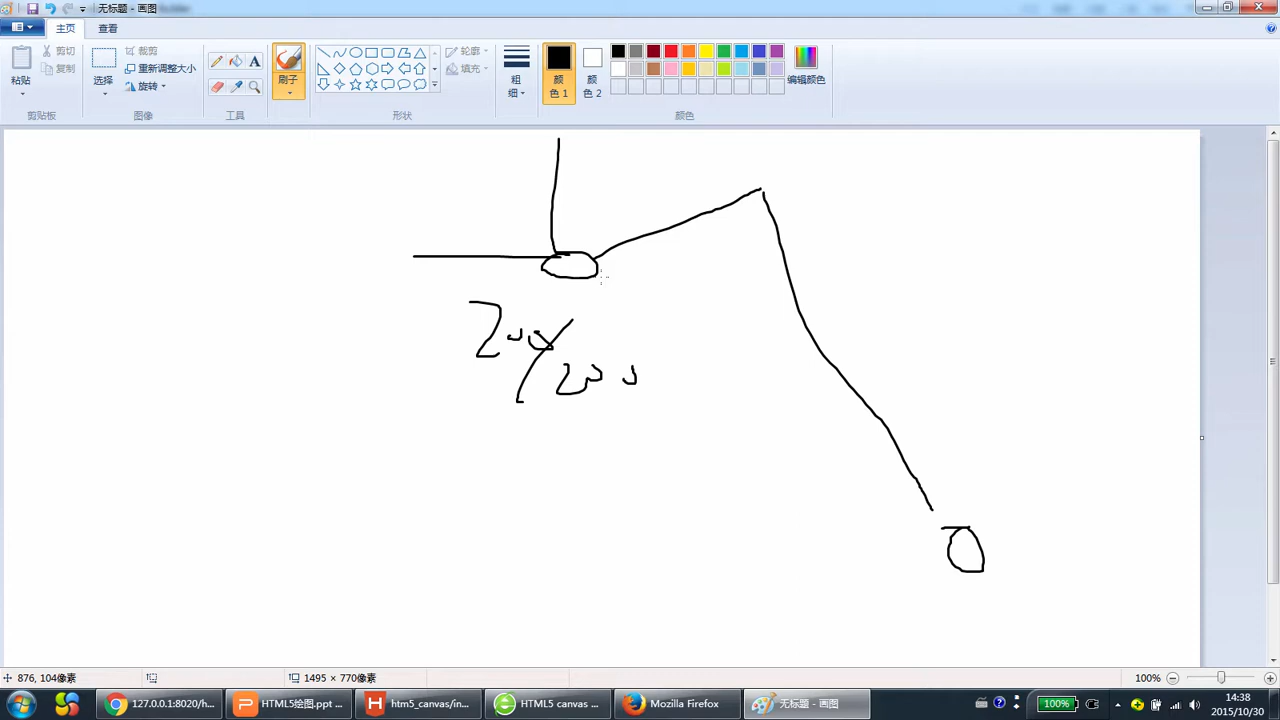 无标题 - 画图
主页
查看
粘贴
剪切
复制
剪贴板
选择
裁剪
重新调整大小
旋转
图像
A
工具
刷子
形状
轮廓
填充
粗
细
颜
色 1
颜
色 2
编辑颜色
颜色
200/
200
876, 104像素
1495 × 770像素
100%
127.0.0.1:8020/h...
HTML5绘图.ppt ...
htm5_canvas/in...
HTML5 canvas ...
Mozilla Firefox
无标题 - 画图
100%
14:38
2015/10/30